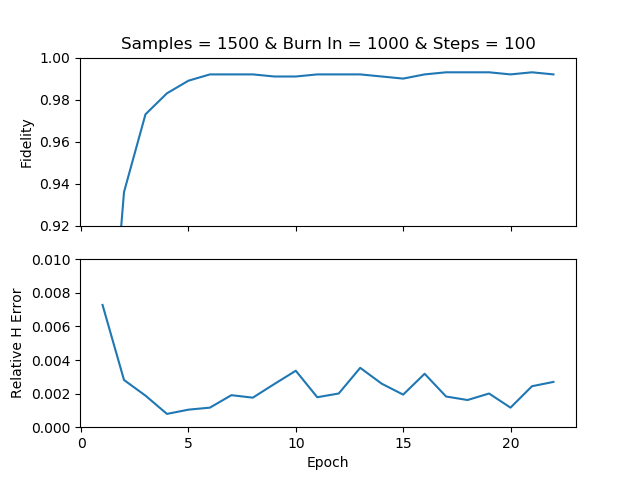 Samples = 1500 & Burn In = 1000 & Steps = 100
1.00
0.98
0.96
0.94
0.92
Fidelity
0.010
0.008
0.006
0.004
0.002
0.000
Relative H Error
0 5 10 15 20
Epoch